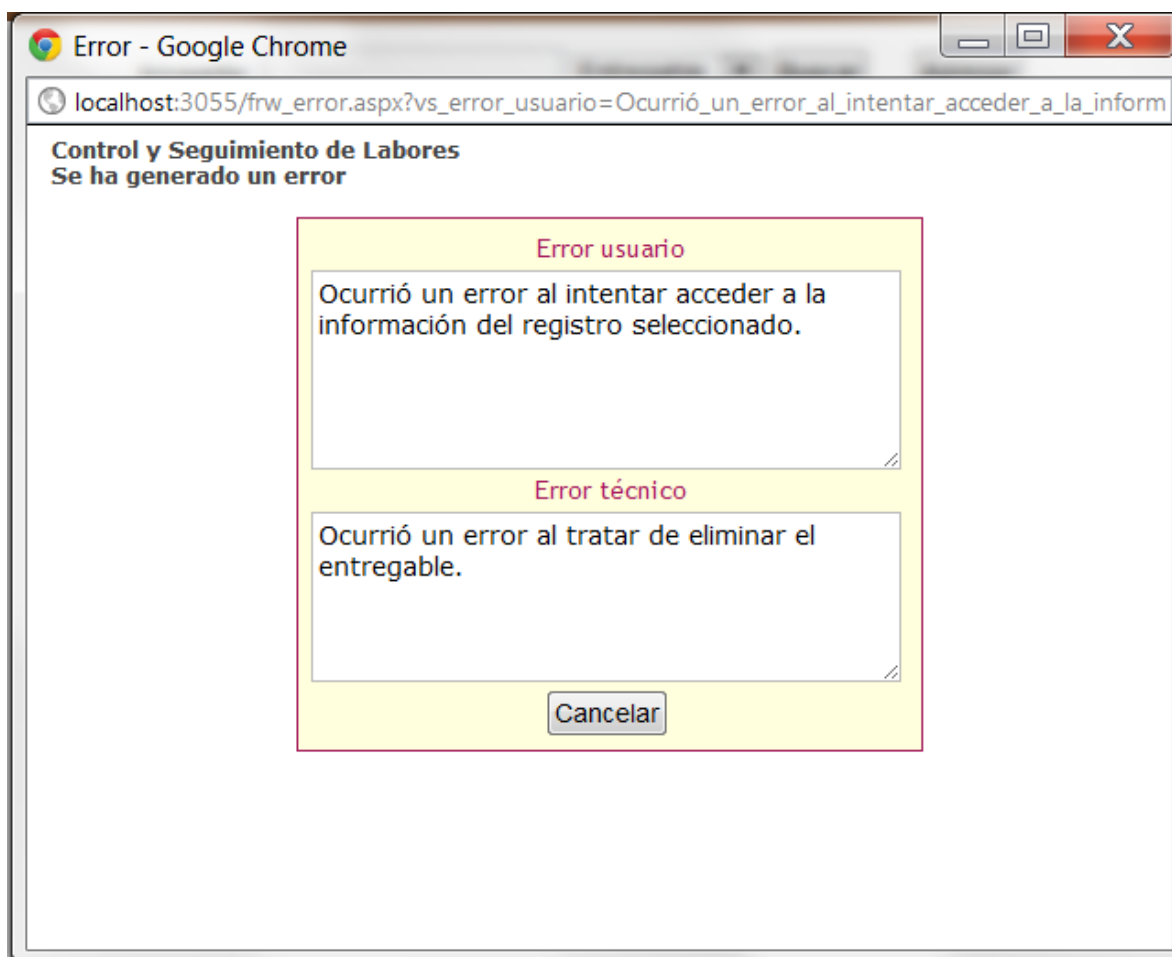 Error - Google Chrome
localhost:3055/frw_error.aspx?vs_error_usuario=Ocurrió_un_error_al_intentar_acceder_a_la_inform
Control y Seguimiento de Labores
Se ha generado un error
Error usuario
Ocurrió un error al intentar acceder a la
información del registro seleccionado.
Error técnico
Ocurrió un error al tratar de eliminar el
entregable.
Cancelar